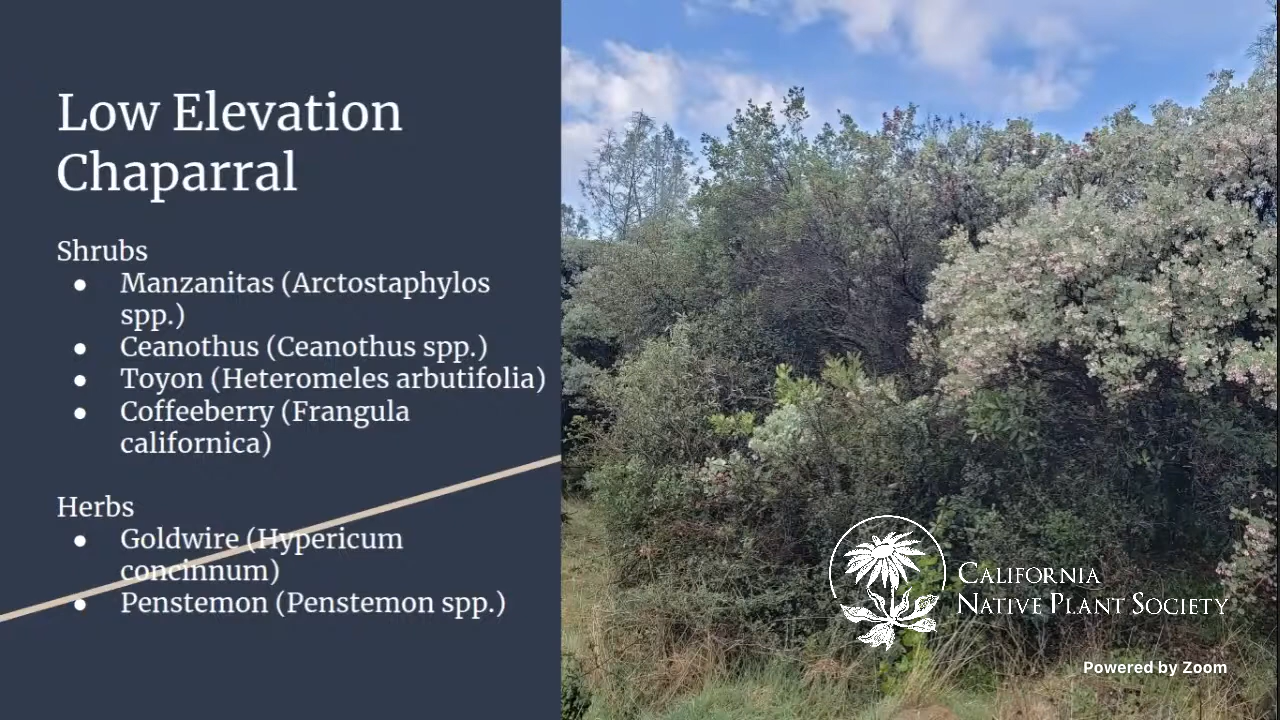 Low Elevation
Chaparral
Shrubs
● Manzanitas (Arctostaphylos
spp.)
● Ceanothus (Ceanothus spp.)
● Toyon (Heteromeles arbutifolia)
● Coffeeberry (Frangula
californica)
Herbs
● Goldwire (Hypericum
concinnum)
● Penstemon (Penstemon spp.)
California
Native Plant Society
Powered by Zoom